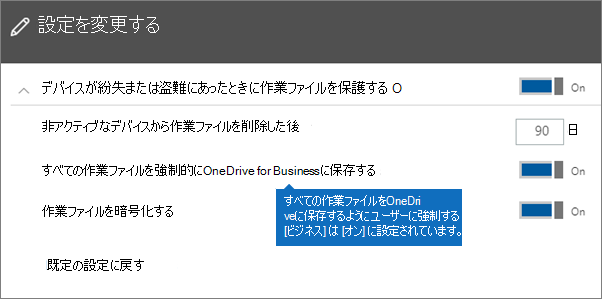 設定を変更する
デバイスが紛失または盗難にあったときに作業ファイルを保護する O
On
非アクティブなデバイスから作業ファイルを削除した後
90 日
すべての作業ファイルを強制的にOneDrive for Businessに保存する
On
すべての作業ファイルをOneDri
veに保存するようにユーザーに強制する
[ビジネス] は [オン] に設定されています。
作業ファイルを暗号化する
On
既定の設定に戻す